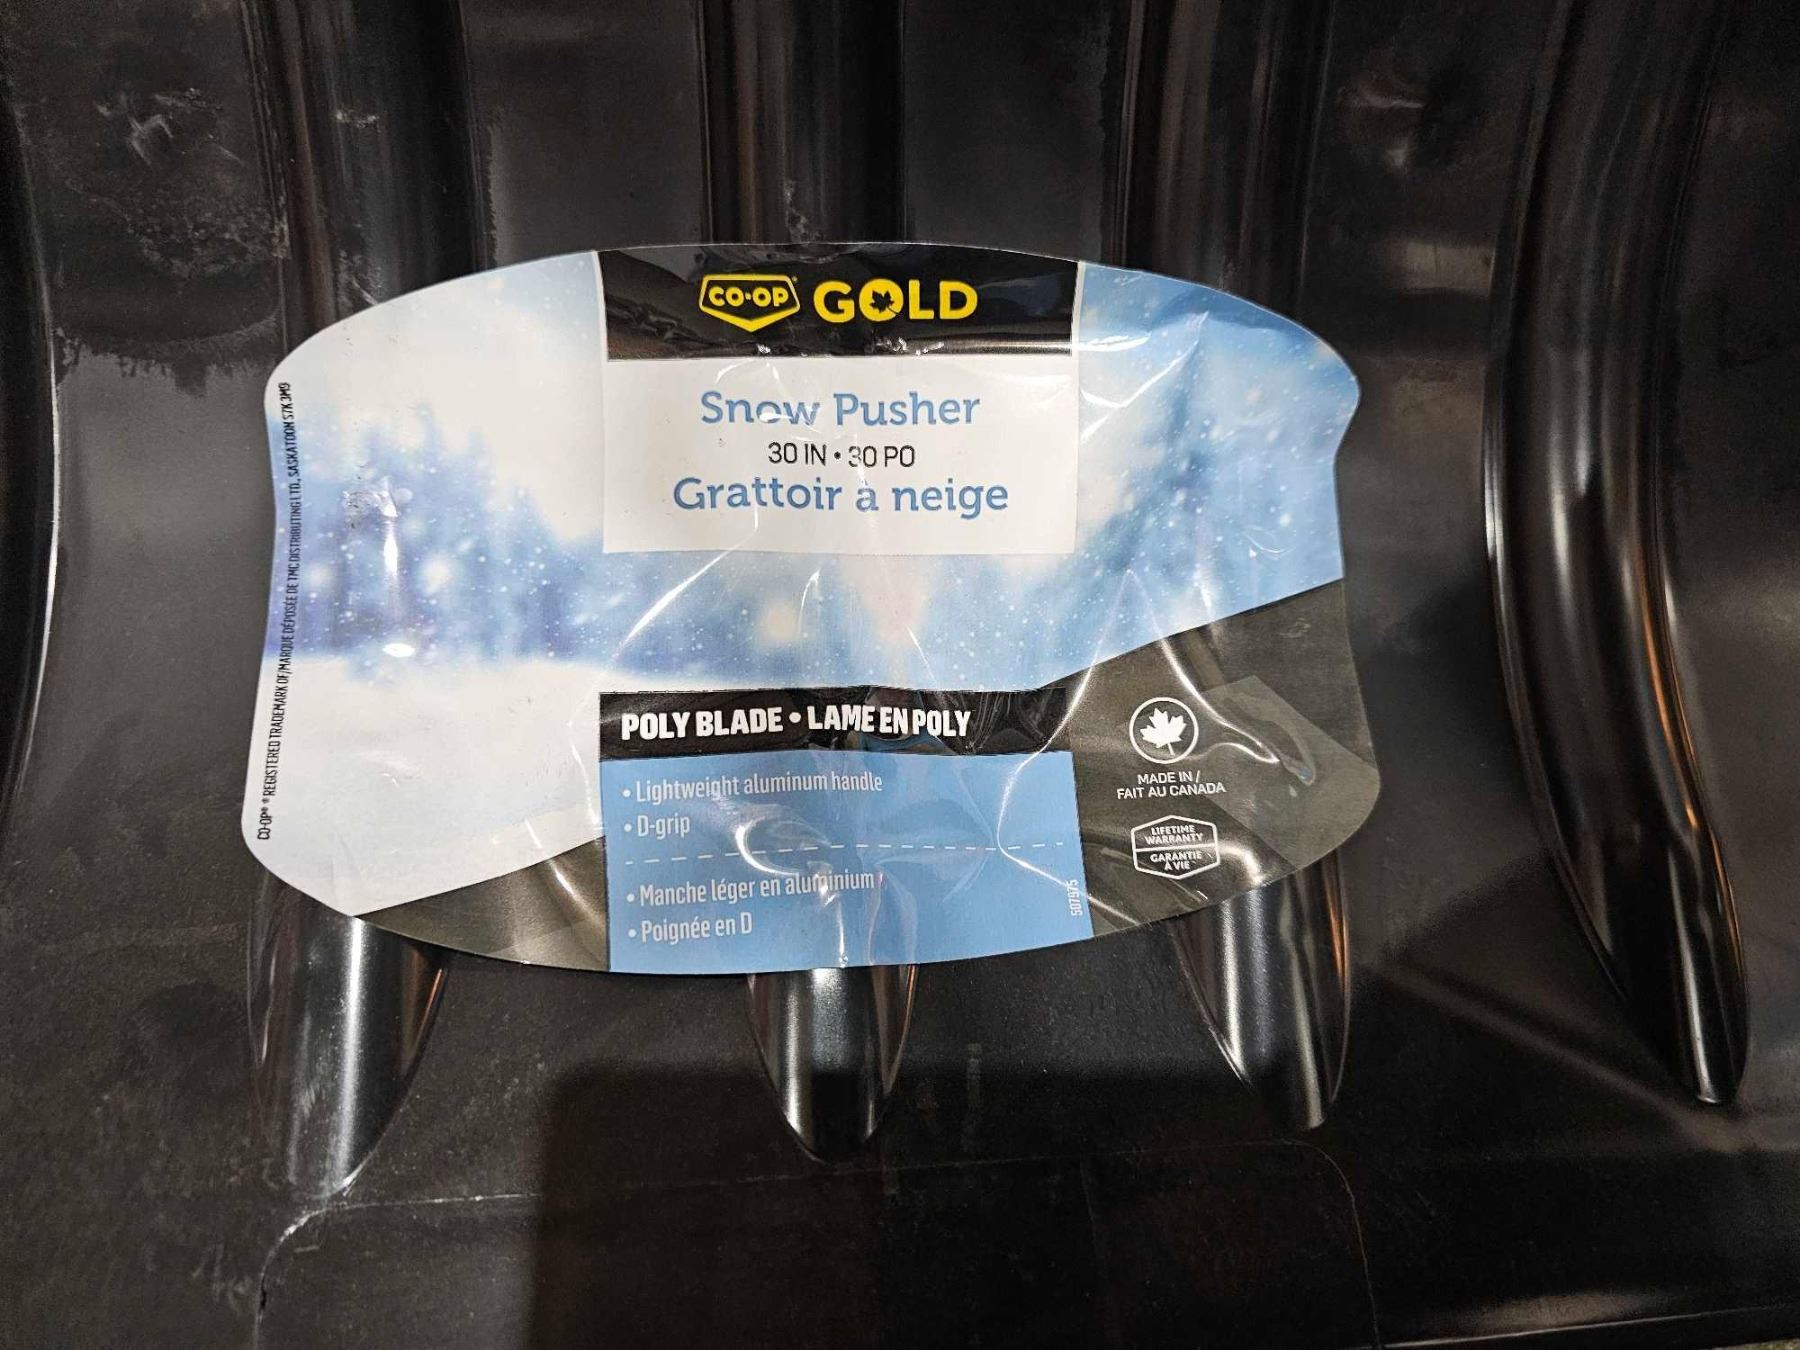 CO-OP® GOLD
Snow Pusher
30 IN • 30 PO
Grattoir à neige
POLY BLADE • LAME EN POLY
• Lightweight aluminum handle
• D-grip
• Manche léger en aluminium
• Poignée en D
507975
MADE IN /
FAIT AU CANADA
LIFETIME
WARRANTY
GARANTIE
À VIE
CO-OP® ® REGISTERED TRADEMARK OF/MARQUE DÉPOSÉE DE TMC DISTRIBUTING LTD., SASKATOON S7K 3M9